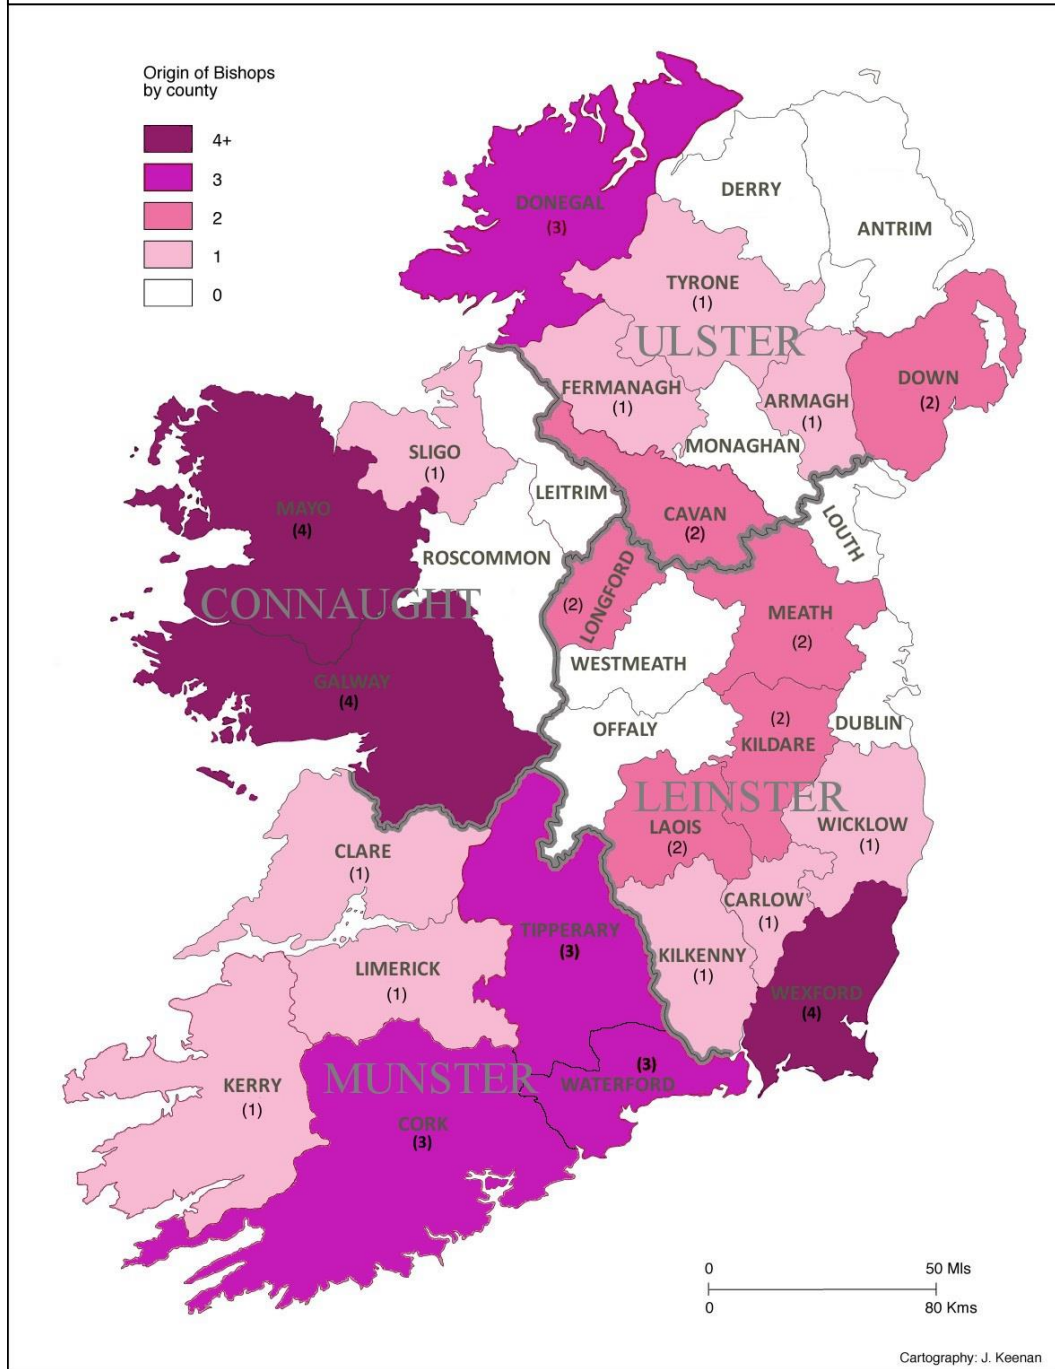 Origin of Bishops
by county
4+
3
2
1
0
DONEGAL
(3)
DERRY
ANTRIM
TYRONE
(1)
ULSTER
FERMANAGH
(1)
ARMAGH
(1)
DOWN
(2)
MONAGHAN
SLIGO
(1)
LEITRIM
CAVAN
(2)
LOUTH
MAYO
(4)
ROSCOMMON
CONNAUGHT
LONGFORD
(2)
MEATH
(2)
WESTMEATH
GALWAY
(4)
OFFALY
(2)
KILDARE
DUBLIN
LEINSTER
LAOIS
(2)
WICKLOW
(1)
CLARE
(1)
CARLOW
(1)
TIPPERARY
(3)
KILKENNY
(1)
LIMERICK
(1)
WEXFORD
(4)
MUNSTER
(3)
WATERFORD
KERRY
(1)
CORK
(3)
0 50 Mls
0 80 Kms
Cartography: J. Keenan